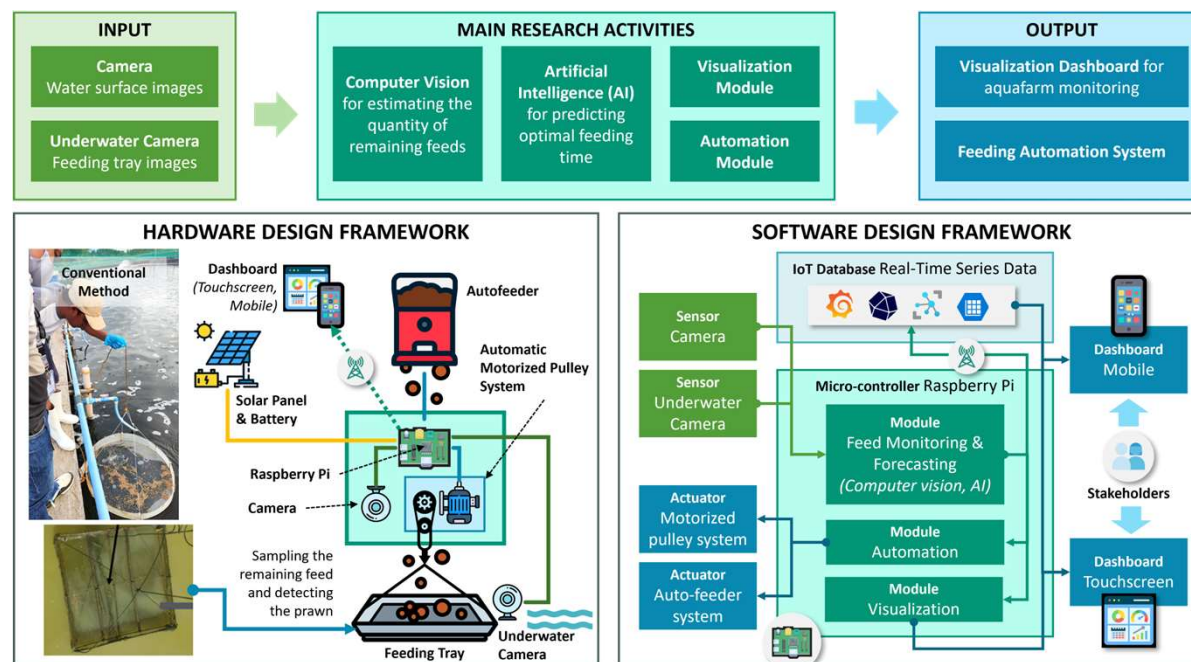 INPUT
Camera
Water surface images
Underwater Camera
Feeding tray images
MAIN RESEARCH ACTIVITIES
Computer Vision
for estimating the
quantity of
remaining feeds
Artificial
Intelligence (AI)
for predicting
optimal feeding
time
Visualization
Module
Automation
Module
OUTPUT
Visualization Dashboard for
aquafarm monitoring
Feeding Automation System
HARDWARE DESIGN FRAMEWORK
Conventional
Method
Dashboard
(Touchscreen,
Mobile)
Autofeeder
Automatic
Motorized Pulley
System
Solar Panel
& Battery
Raspberry Pi
Camera
Sampling the
remaining feed
and detecting
the prawn
Feeding Tray
Underwater
Camera
SOFTWARE DESIGN FRAMEWORK
IoT Database Real-Time Series Data
Sensor
Camera
Sensor
Underwater
Camera
Micro-controller Raspberry Pi
Module
Feed Monitoring &
Forecasting
(Computer vision, AI)
Actuator
Motorized
pulley system
Actuator
Auto-feeder
system
Module
Automation
Module
Visualization
Dashboard
Mobile
Stakeholders
Dashboard
Touchscreen